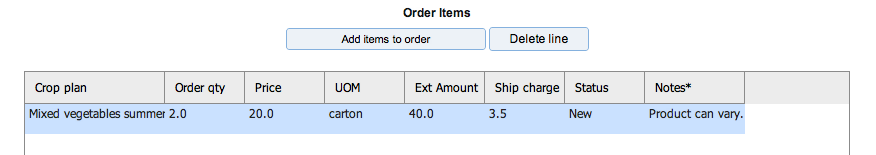 Order Items
Add items to order Delete line
Crop plan Order qty Price UOM Ext Amount Ship charge Status Notes*
Mixed vegetables summer 2.0 20.0 carton 40.0 3.5 New Product can vary.